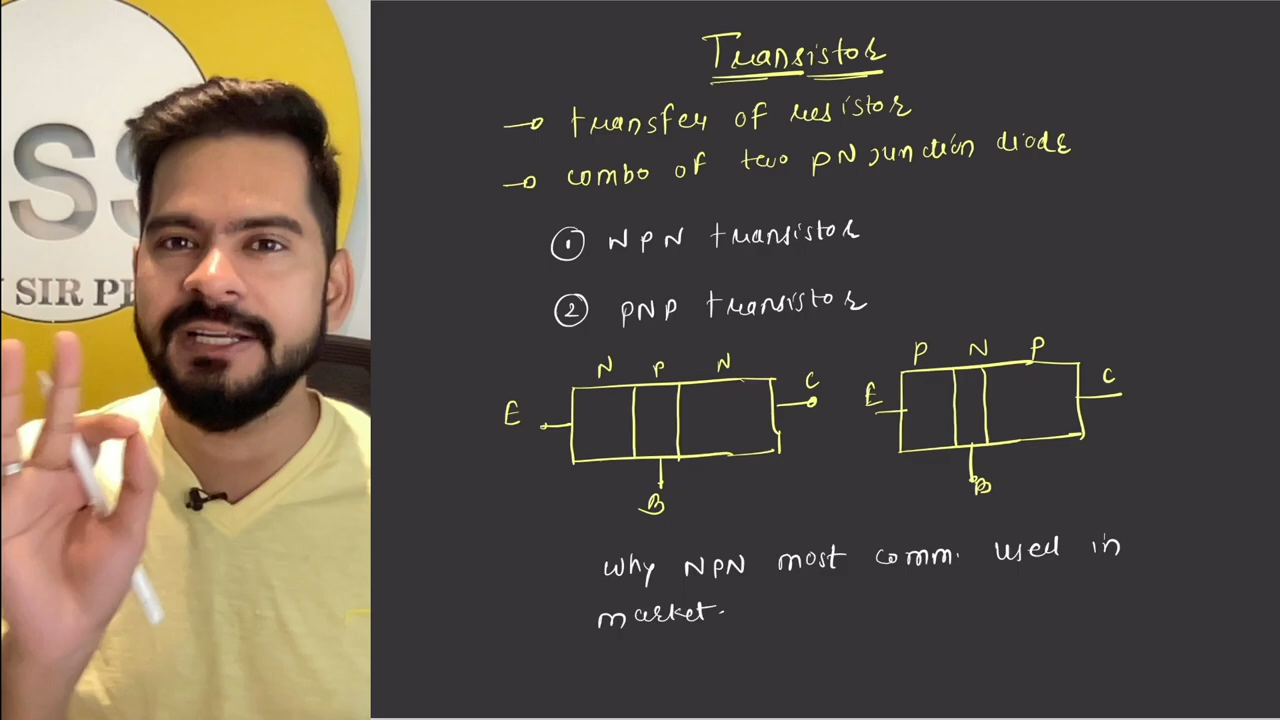 SS
SIR P
Transistor
→ transfer of resistor
→ combo of two PN junction diode
① NPN transistor
② PNP transistor
N P N
E
C
B
P N P
E
C
B
why NPN most comm. used in
market.